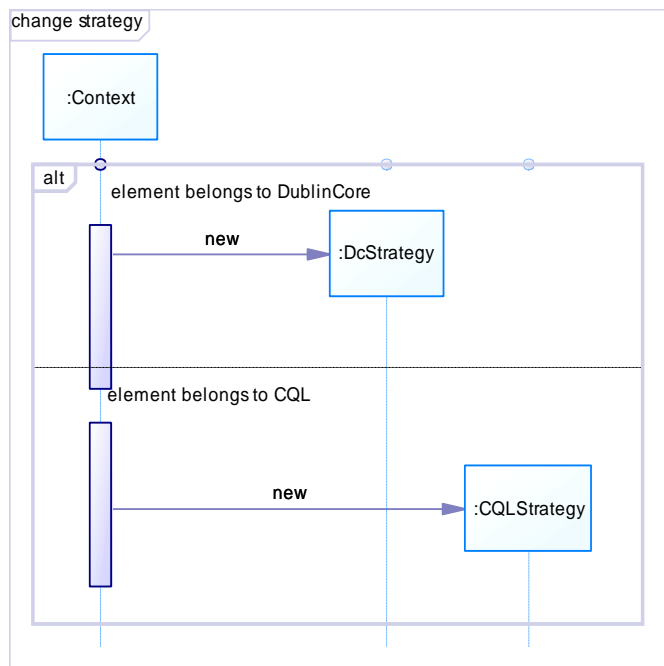 change strategy
:Context
alt
element belongs to DublinCore
new
:DcStrategy
element belongs to CQL
new
:CQLStrategy